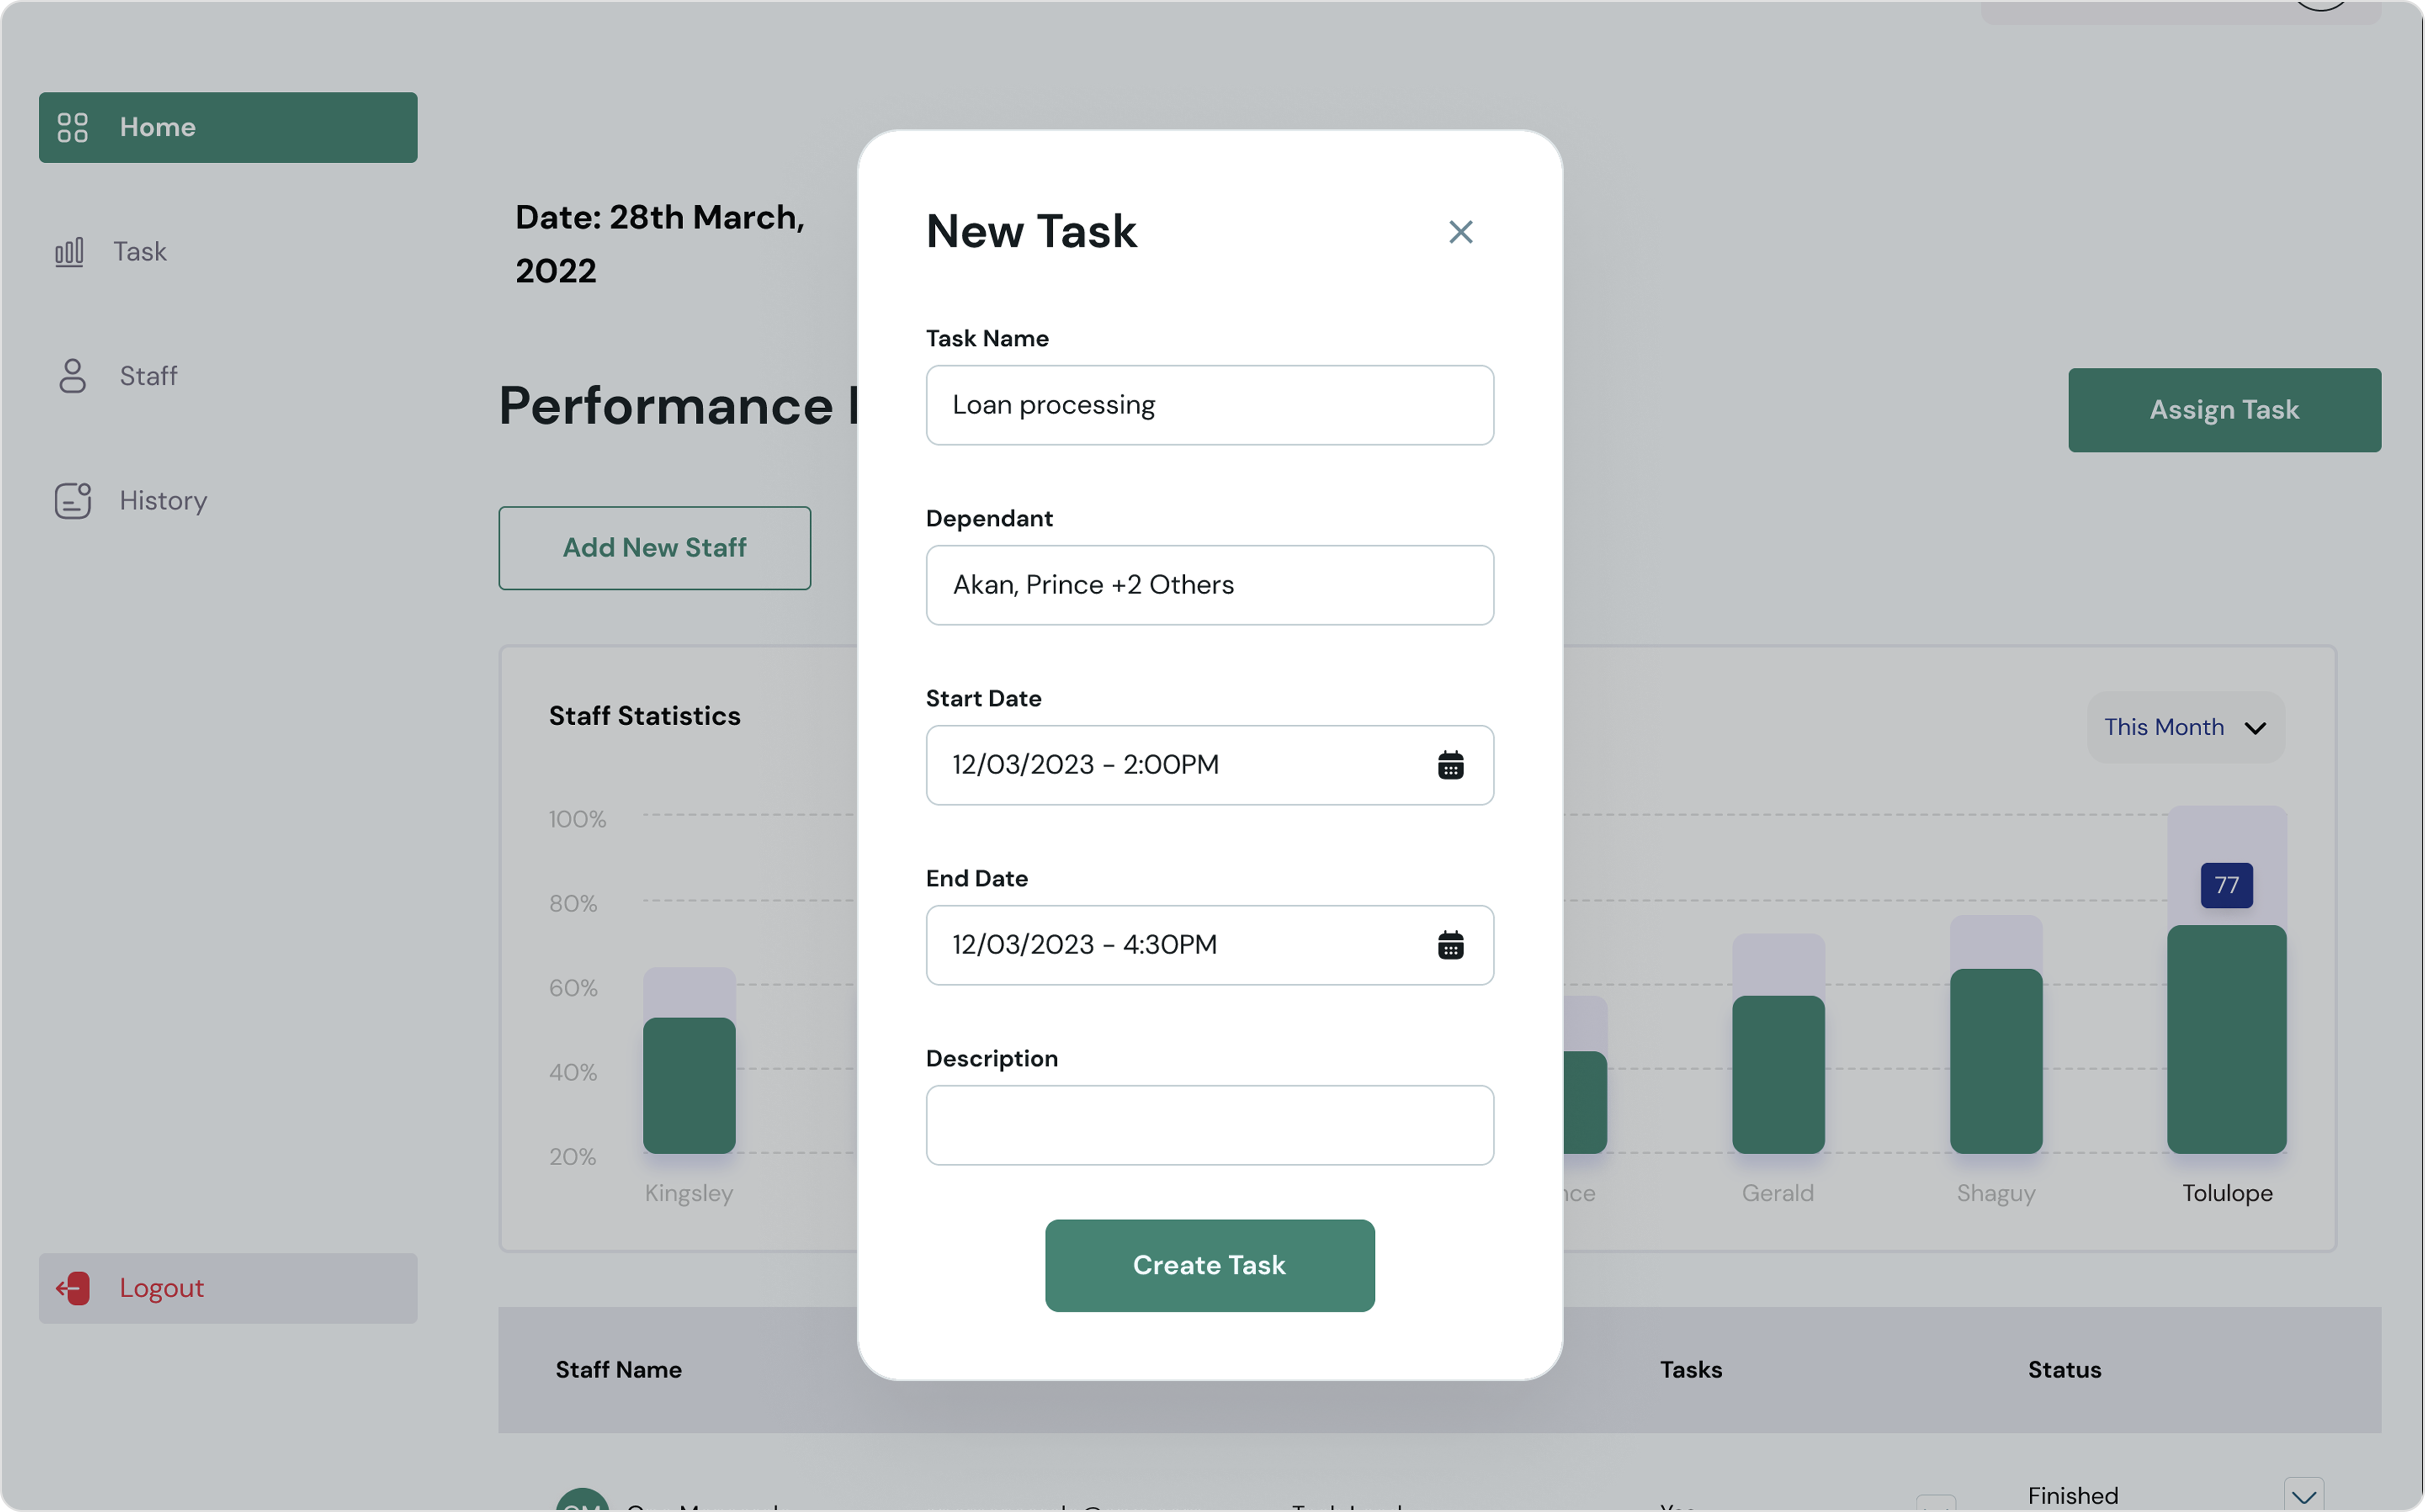 Home
Task
Staff
History
Logout
Date: 28th March,
2022
Performance
Assign Task
Add New Staff
Staff Statistics
This Month
100%
80%
60%
40%
20%
77
Kingsley
Gerald
Shaguy
Tolulope
Staff Name
Tasks
Status
Finished
New Task
Task Name
Loan processing
Dependant
Akan, Prince +2 Others
Start Date
12/03/2023 - 2:00PM
End Date
12/03/2023 - 4:30PM
Description
Create Task